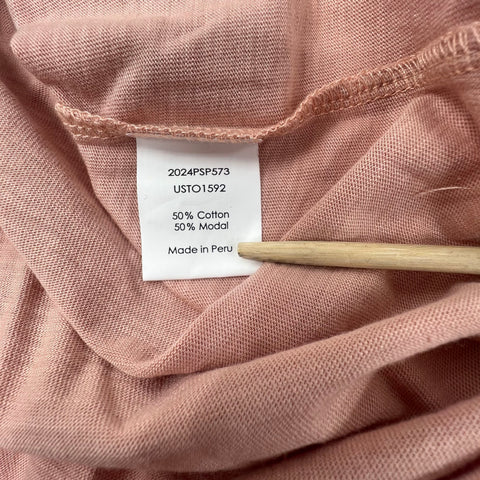 2024PSP573
USTO1592
50% Cotton
50% Modal
Made in Peru